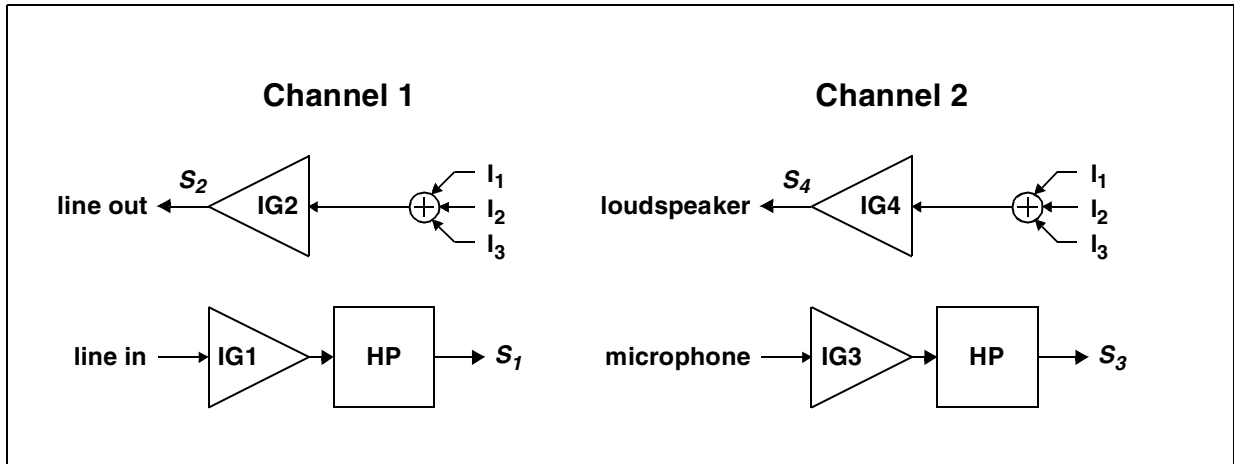 Channel 1
S2
line out
IG2
I1
I2
I3
line in
IG1
HP
S1
Channel 2
S4
loudspeaker
IG4
I1
I2
I3
microphone
IG3
HP
S3